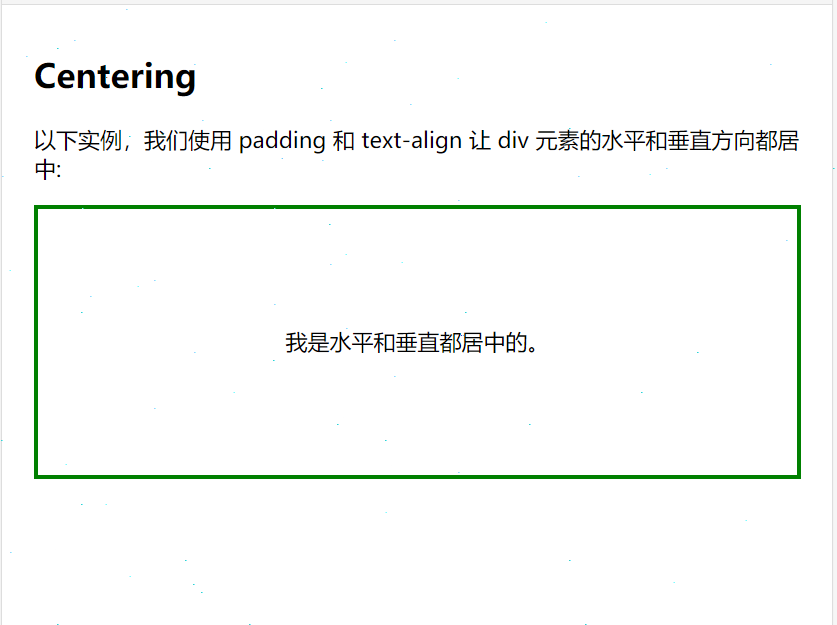 Centering
以下实例，我们使用 padding 和 text-align 让 div 元素的水平和垂直方向都居
中:
我是水平和垂直都居中的。